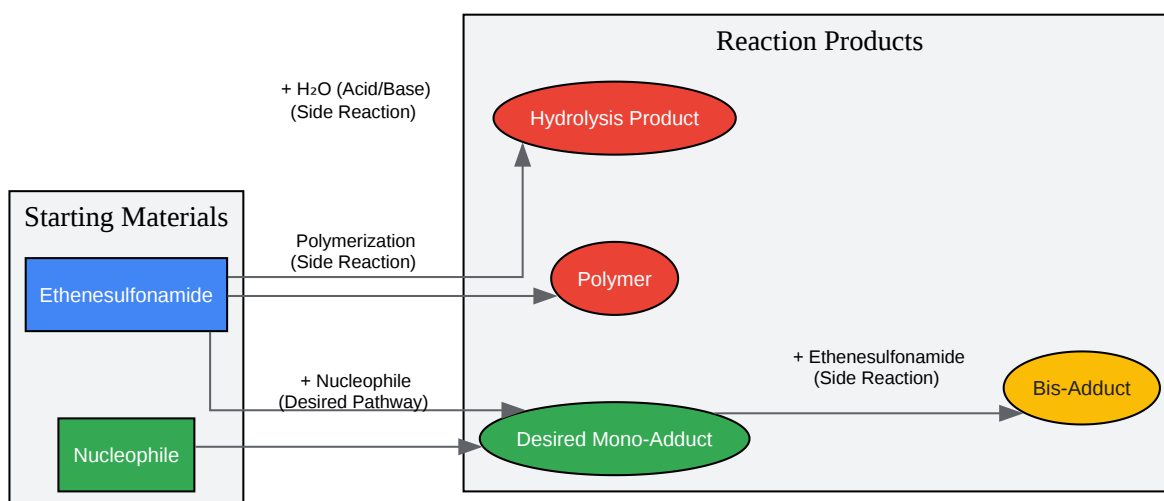 Reaction Products
+ H₂O (Acid/Base)
(Side Reaction)
Hydrolysis Product
Starting Materials
Polymerization
(Side Reaction)
Ethenesulfonamide
Polymer
+ Ethenesulfonamide
(Side Reaction)
+ Nucleophile
(Desired Pathway)
Bis-Adduct
Nucleophile
Desired Mono-Adduct